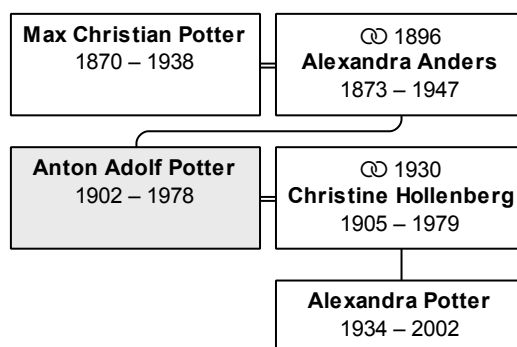 Max Christian Potter
1870 – 1938
⚭ 1896
Alexandra Anders
1873 – 1947
Anton Adolf Potter
1902 – 1978
⚭ 1930
Christine Hollenberg
1905 – 1979
Alexandra Potter
1934 – 2002